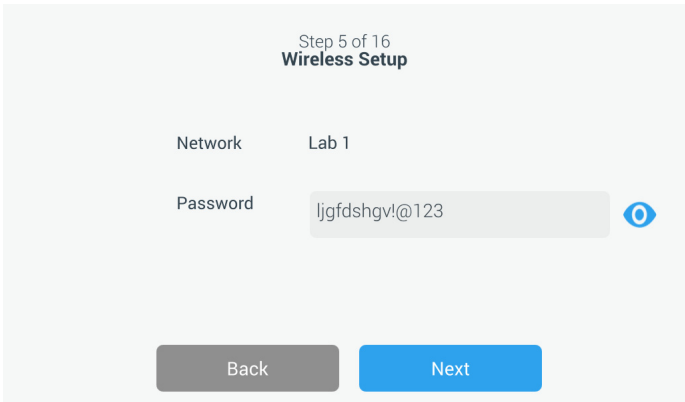 Step 5 of 16
Wireless Setup
Network Lab 1
Password ljgfdshgv!@123
Back Next